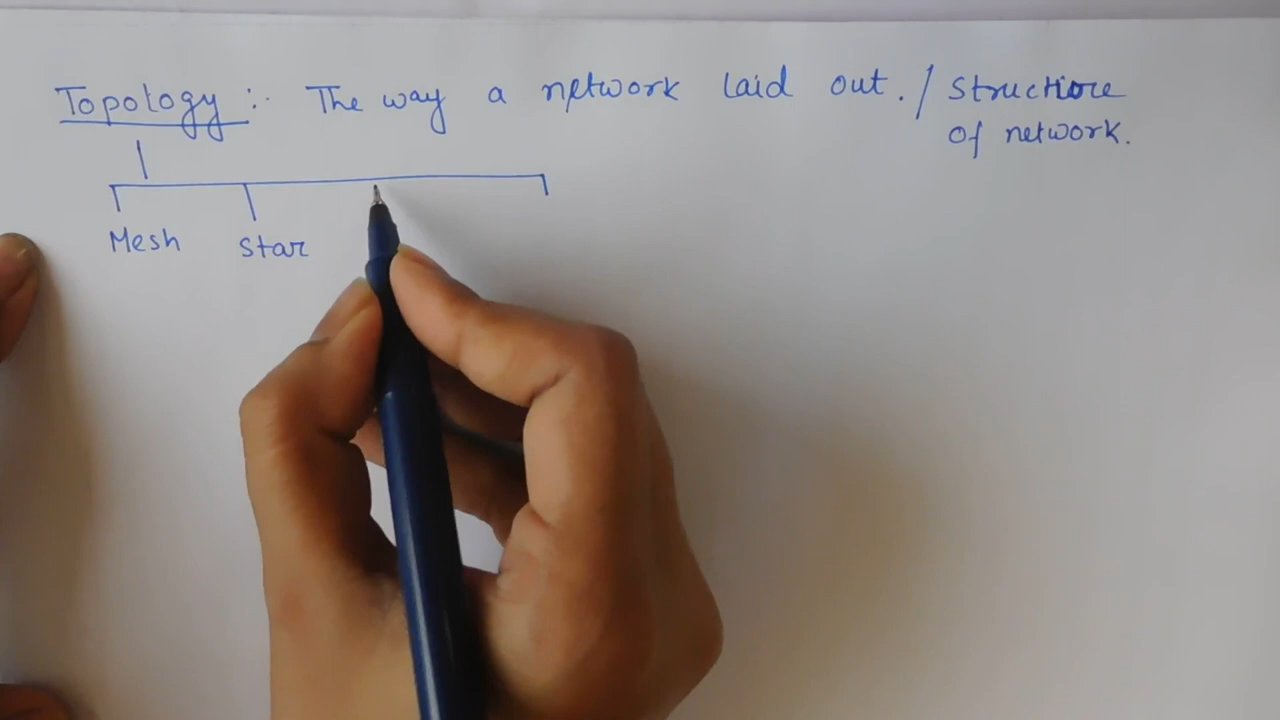 Topology :- The way a network laid out. / Structure
of network.
Mesh star